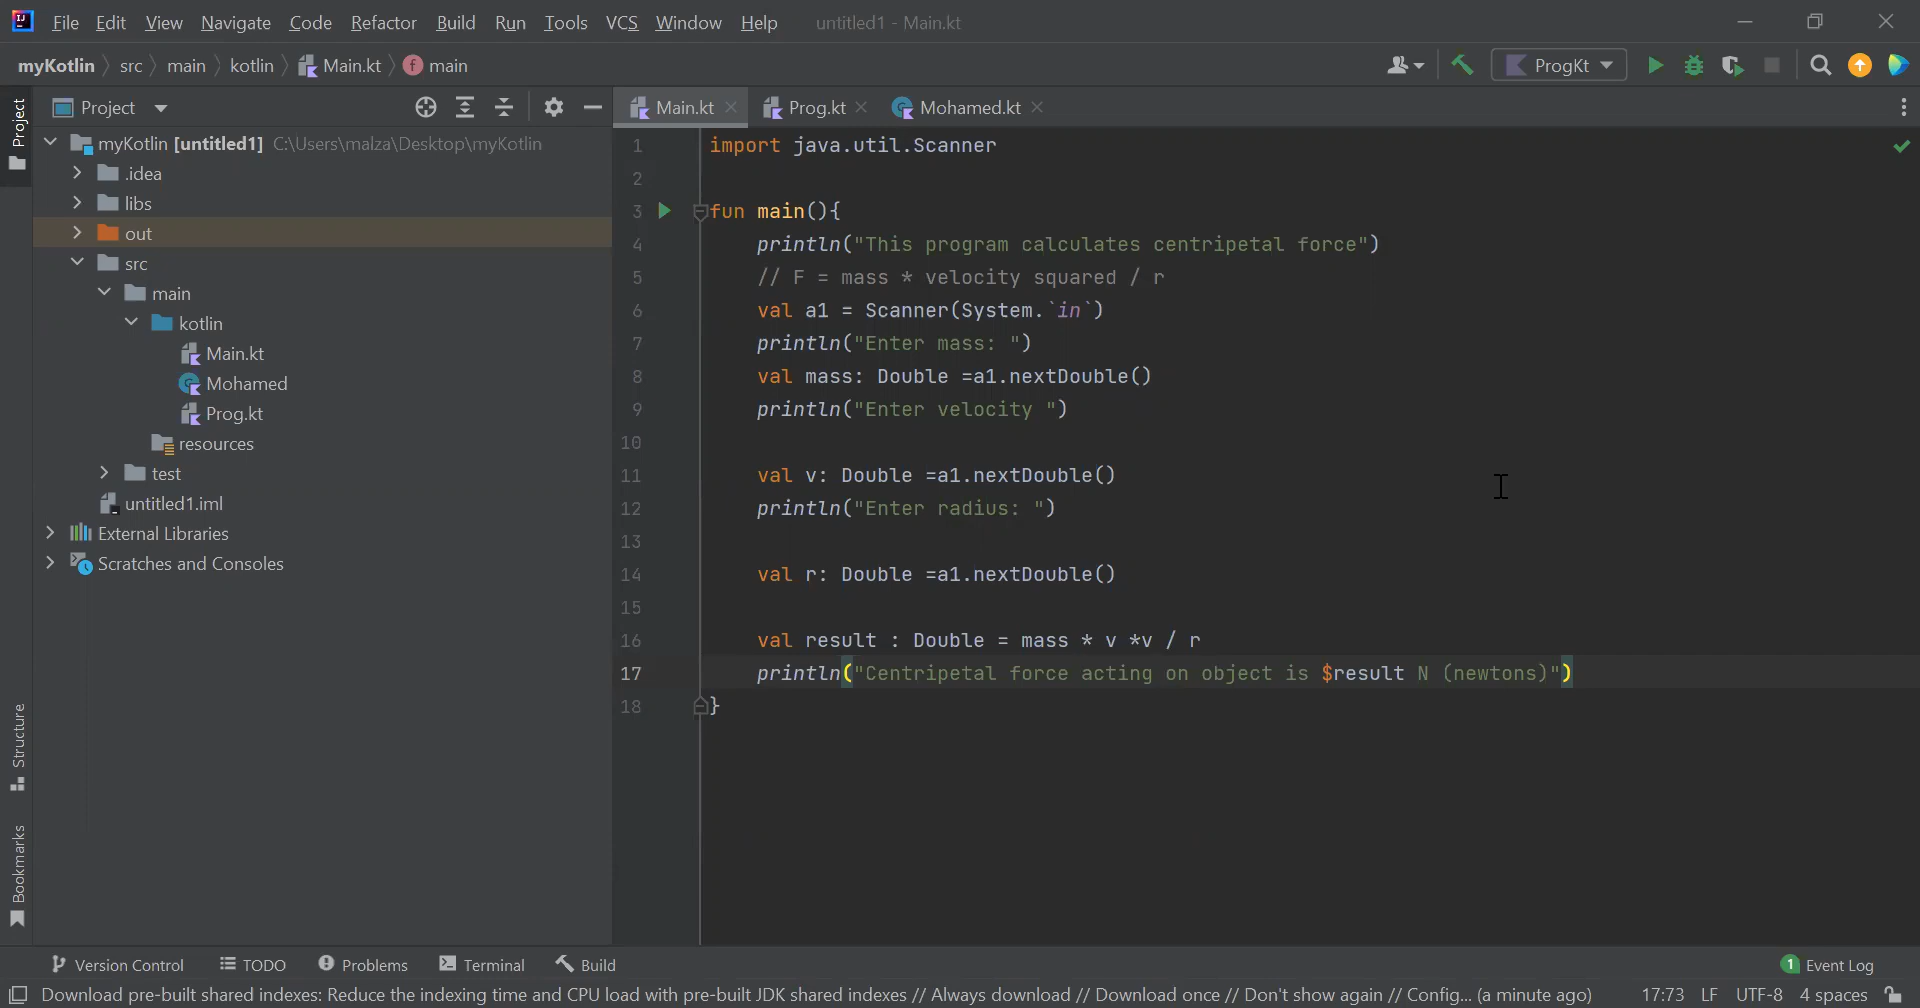 File Edit View Navigate Code Refactor Build Run Tools VCS Window Help untitled1 - Main.kt
myKotlin src main kotlin Main.kt main ProgKt
Project
Main.kt Prog.kt Mohamed.kt
Project
myKotlin [untitled1] C:\Users\malza\Desktop\myKotlin
.idea
libs
out
src
main
kotlin
Main.kt
Mohamed
Prog.kt
resources
test
untitled1.iml
External Libraries
Scratches and Consoles
Structure
Bookmarks
1 import java.util.Scanner
2
3 fun main(){
4 println("This program calculates centripetal force")
5 // F = mass * velocity squared / r
6 val a1 = Scanner(System.`in`)
7 println("Enter mass: ")
8 val mass: Double =a1.nextDouble()
9 println("Enter velocity ")
10
11 val v: Double =a1.nextDouble()
12 println("Enter radius: ")
13
14 val r: Double =a1.nextDouble()
15
16 val result : Double = mass * v *v / r
17 println("Centripetal force acting on object is $result N (newtons)")
18 }
Version Control TODO Problems Terminal Build 1 Event Log
Download pre-built shared indexes: Reduce the indexing time and CPU load with pre-built JDK shared indexes // Always download // Download once // Don't show again // Config... (a minute ago) 17:73 LF UTF-8 4 spaces